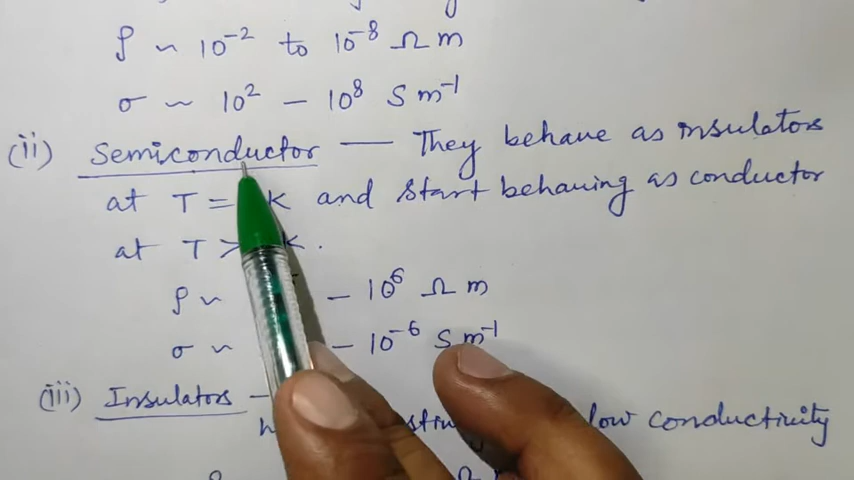 ρ ~ 10⁻² to 10⁻⁸ Ω m
σ ~ 10² – 10⁸ S m⁻¹
(ii) Semiconductor — They behave as insulators
at T = K and start behaving as conductor
at T > K.
ρ ~ – 10⁶ Ω m
σ ~ – 10⁻⁶ S m⁻¹
(iii) Insulators – low conductivity